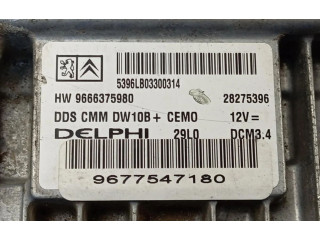 5396LB03300314
HW 9666375980 28275396
DDS CMM DW10B + CEMO 12V =
DELPHI 29L0 DCM3.4
9677547180